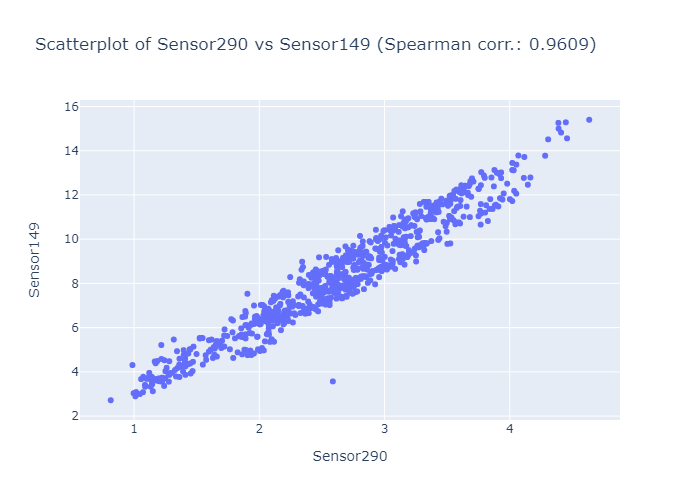 Scatterplot of Sensor290 vs Sensor149 (Spearman corr.: 0.9609)
16
14
12
10
8
6
4
2
Sensor149
1 2 3 4
Sensor290